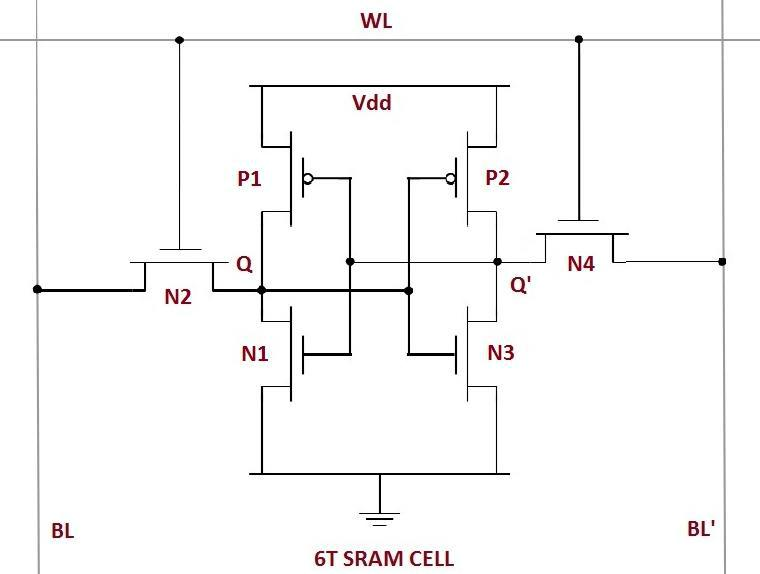 WL
Vdd
P1
P2
Q
N4
N2
Q'
N1
N3
BL
BL'
6T SRAM CELL